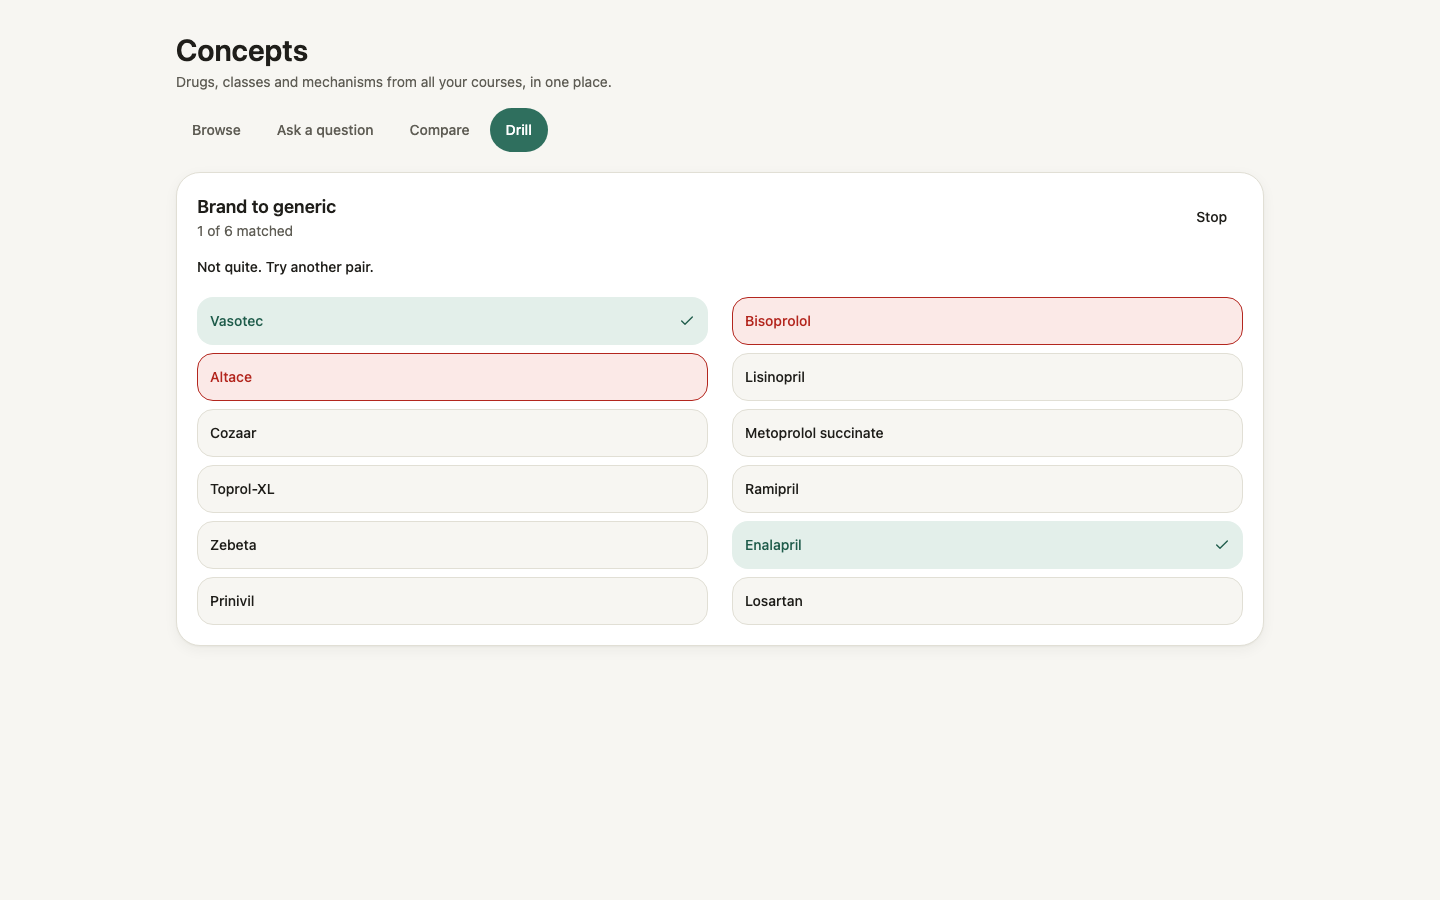 Concepts
Drugs, classes and mechanisms from all your courses, in one place.
Browse Ask a question Compare Drill
Brand to generic
1 of 6 matched
Stop
Not quite. Try another pair.
Vasotec Bisoprolol
Altace Lisinopril
Cozaar Metoprolol succinate
Toprol-XL Ramipril
Zebeta Enalapril
Prinivil Losartan